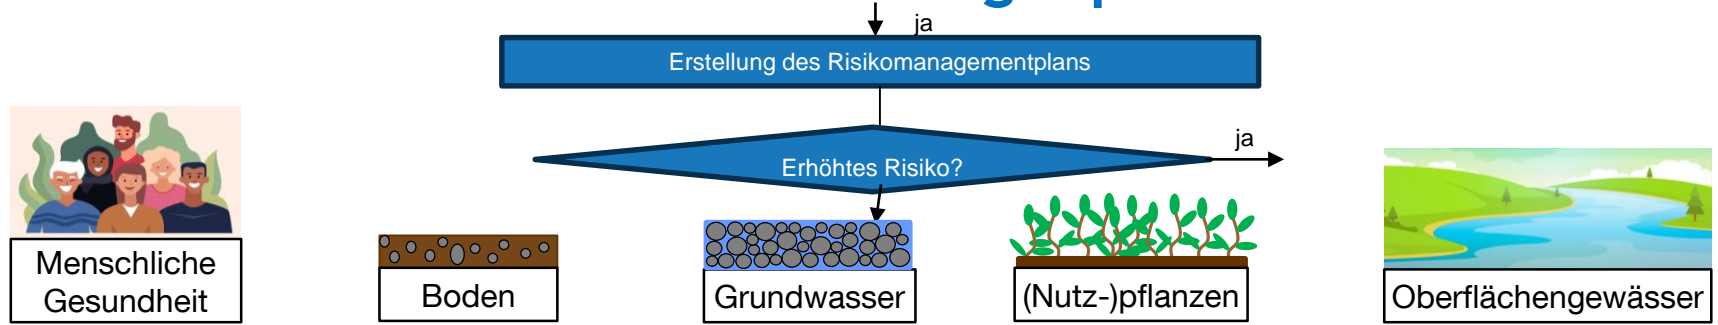 ja
Erstellung des Risikomanagementplans
Erhöhtes Risiko?
ja
Menschliche
Gesundheit
Boden
Grundwasser
(Nutz-)pflanzen
Oberflächengewässer